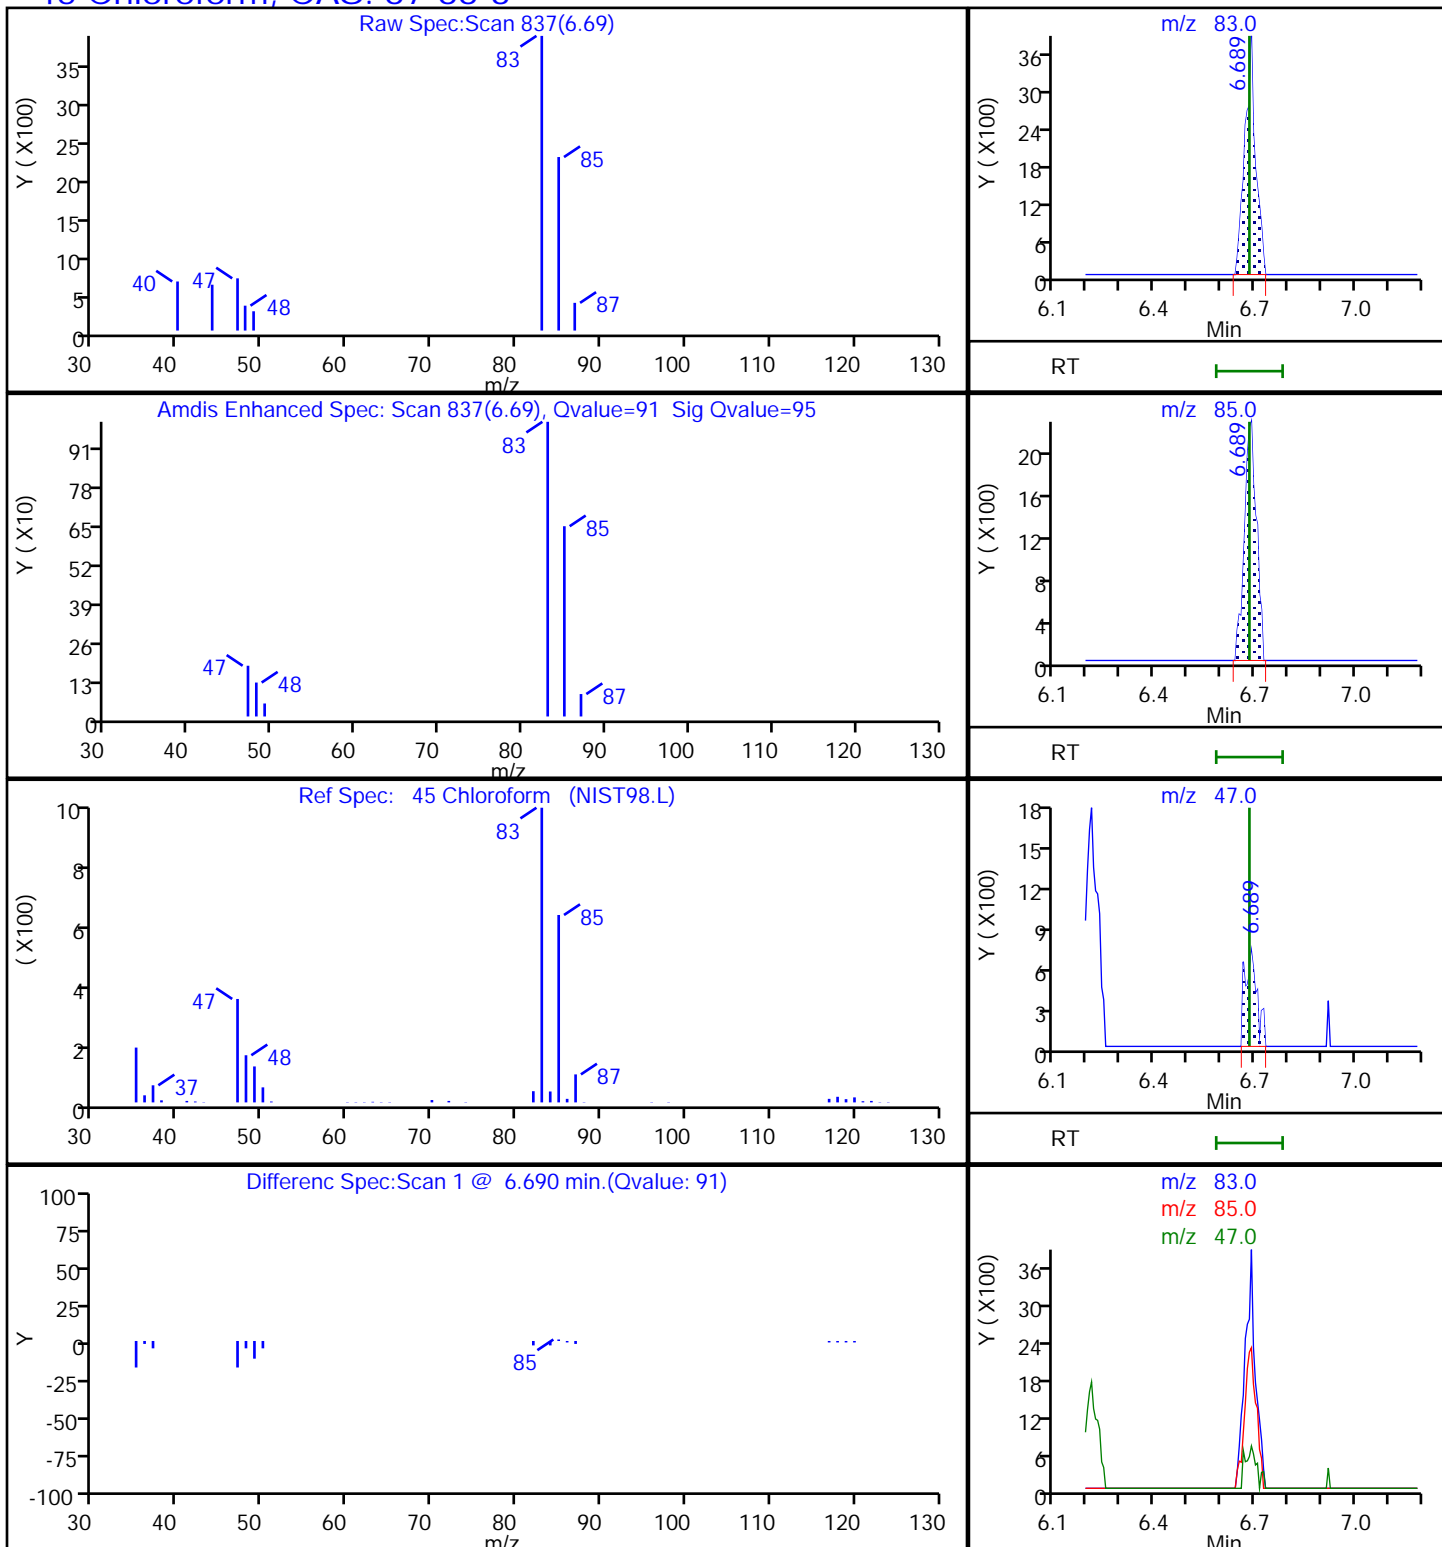 Raw Spec:Scan 837(6.69)
Y ( X100)
35
30
25
20
15
10
5
0
83
85
40
47
48
87
30 40 50 60 70 80 90 100 110 120 130
m/z
m/z 83.0
Y ( X100)
36
30
24
18
12
6
0
6.689
6.1 6.4 6.7 7.0
Min
RT
Amdis Enhanced Spec: Scan 837(6.69), Qvalue=91 Sig Qvalue=95
Y ( X10)
91
78
65
52
39
26
13
0
83
85
47
48
87
30 40 50 60 70 80 90 100 110 120 130
m/z
m/z 85.0
Y ( X100)
20
16
12
8
4
0
6.689
6.1 6.4 6.7 7.0
Min
RT
Ref Spec: 45 Chloroform (NIST98.L)
( X100)
10
8
6
4
2
0
83
85
47
48
37
87
30 40 50 60 70 80 90 100 110 120 130
m/z 47.0
Y ( X100)
18
15
12
9
6
3
0
6.689
6.1 6.4 6.7 7.0
Min
RT
Differenc Spec:Scan 1 @ 6.690 min.(Qvalue: 91)
Y
100
75
50
25
0
-25
-50
-75
-100
85
30 40 50 60 70 80 90 100 110 120 130
m/z
m/z 83.0
m/z 85.0
m/z 47.0
Y ( X100)
36
30
24
18
12
6
0
6.1 6.4 6.7 7.0
Min